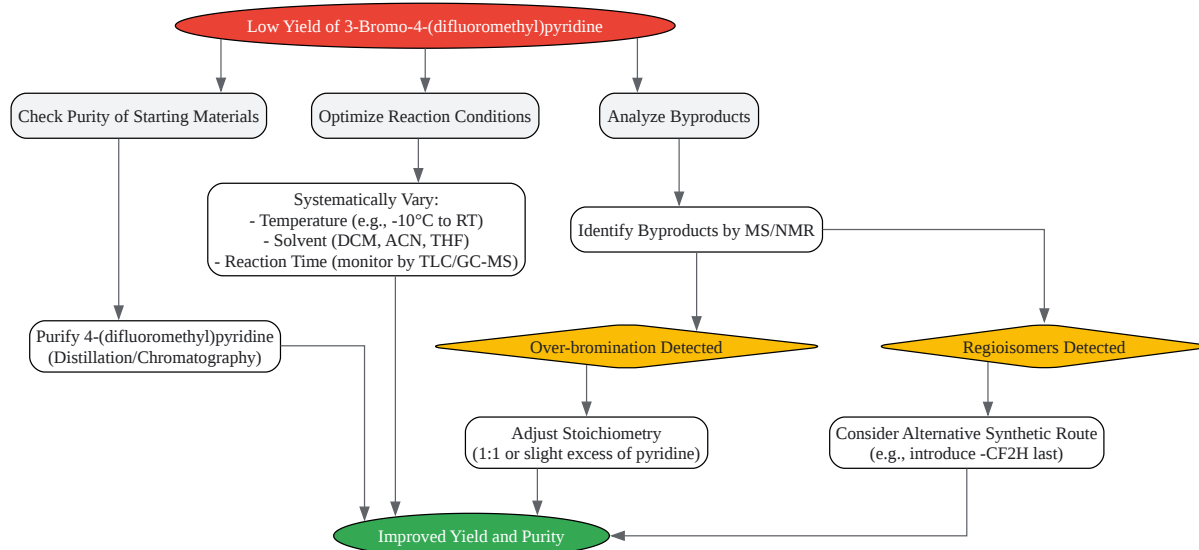 Low Yield of 3-Bromo-4-(difluoromethyl)pyridine
Check Purity of Starting Materials
Optimize Reaction Conditions
Analyze Byproducts
Systematically Vary:
- Temperature (e.g., -10°C to RT)
- Solvent (DCM, ACN, THF)
- Reaction Time (monitor by TLC/GC-MS)
Identify Byproducts by MS/NMR
Purify 4-(difluoromethyl)pyridine
(Distillation/Chromatography)
Over-bromination Detected
Regioisomers Detected
Adjust Stoichiometry
(1:1 or slight excess of pyridine)
Consider Alternative Synthetic Route
(e.g., introduce -CF2H last)
Improved Yield and Purity